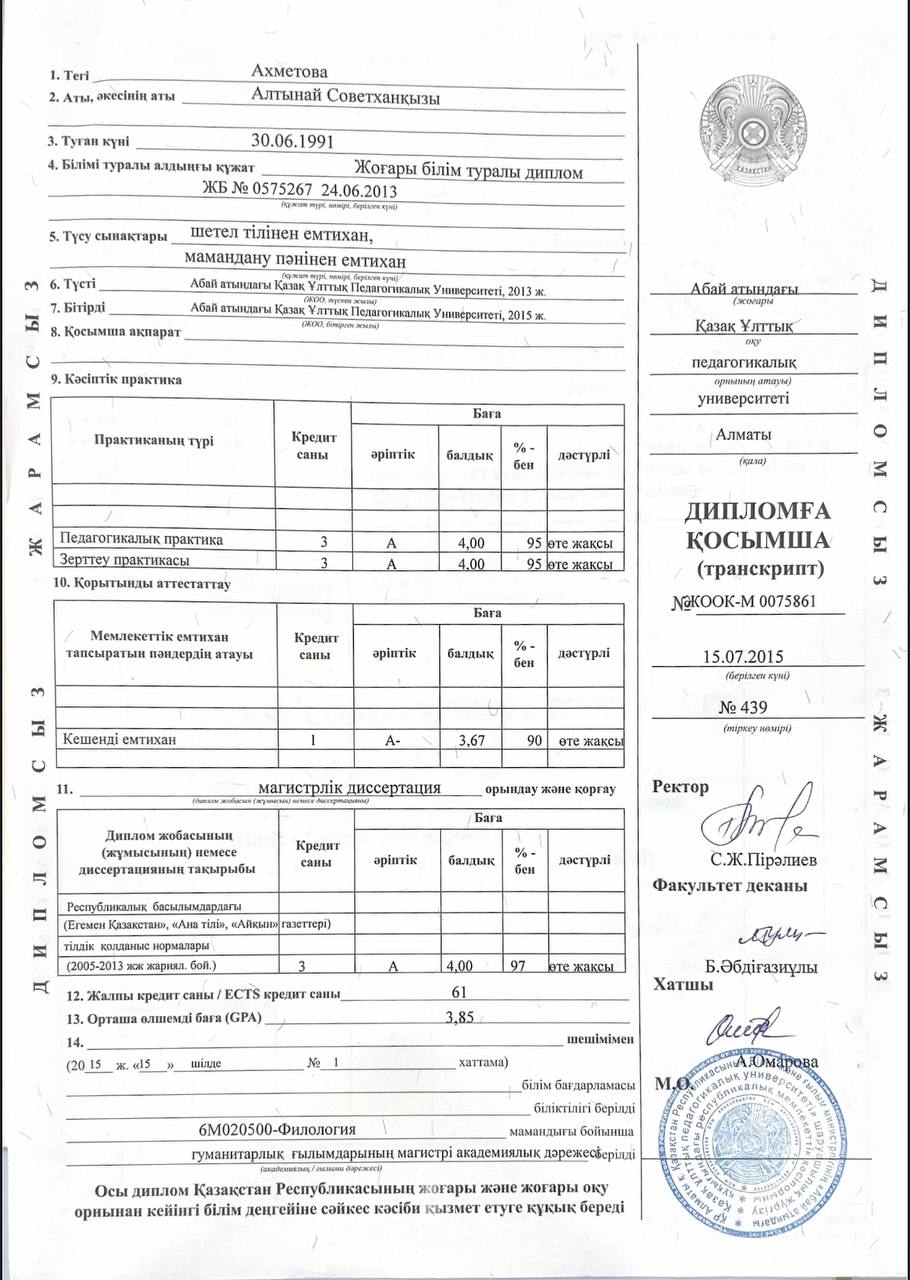 1. Тегі Ахметова
2. Аты, әкесінің аты Алтынай Советханқызы
3. Туған күні 30.06.1991
4. Білімі туралы алдыңғы құжат Жоғары білім туралы диплом
ЖБ № 0575267 24.06.2013
(құжат түрі, нөмірі, берілген күні)
5. Түсу сынақтары шетел тілінен емтихан,
мамандану пәнінен емтихан
(құжат түрі, нөмірі, берілген күні)
6. Түсті Абай атындағы Қазақ Ұлттық Педагогикалық Университеті, 2013 ж.
(ЖОО, түскен жылы)
7. Бітірді Абай атындағы Қазақ Ұлттық Педагогикалық Университеті, 2015 ж.
(ЖОО, бітірген жылы)
8. Қосымша ақпарат
9. Кәсіптік практика
Практиканың түрі Кредит саны Баға
әріптік балдық % - бен дәстүрлі
Педагогикалық практика 3 А 4,00 95 өте жақсы
Зерттеу практикасы 3 А 4,00 95 өте жақсы
10. Қорытынды аттестаттау
Мемлекеттік емтихан тапсыратын пәндердің атауы Кредит саны Баға
әріптік балдық % - бен дәстүрлі
Кешенді емтихан 1 А- 3,67 90 өте жақсы
11. магистрлік диссертация орындау және қорғау
(диплом жобасын (жұмысын) немесе диссертацияны)
Диплом жобасының (жұмысының) немесе диссертацияның тақырыбы Кредит саны Баға
әріптік балдық % - бен дәстүрлі
Республикалық басылымдардағы
(Егемен Қазақстан», «Ана тілі», «Айқын» газеттері)
тілдік қолданыс нормалары
(2005-2013 жж жариял. бой.) 3 А 4,00 97 өте жақсы
12. Жалпы кредит саны / ECTS кредит саны 61
13. Орташа өлшемді баға (GPA) 3,85
14. шешімімен
(20 15 ж. «15 » шілде № 1 хаттама)
білім бағдарламасы
біліктілігі берілді
6М020500-Филология мамандығы бойынша
гуманитарлық ғылымдарының магистрі академиялық дәрежесі берілді
(академиялық / ғылыми дәрежесі)
Осы диплом Қазақстан Республикасының жоғары және жоғары оқу
орнынан кейінгі білім деңгейіне сәйкес кәсіби қызмет етуге құқық береді
ДИПЛОМСЫЗ ЖАРАМСЫЗ
ҚАЗАҚСТАН
Абай атындағы
(жоғары
Қазақ Ұлттық
оқу
педагогикалық
орнының атауы)
университеті
Алматы
(қала)
ДИПЛОМҒА
ҚОСЫМША
(транскрипт)
№ ЖООК-М 0075861
15.07.2015
(берілген күні)
№ 439
(тіркеу нөмірі)
Ректор
С.Ж.Пірәлиев
Факультет деканы
Б.Әбдіғазиұлы
Хатшы
А.Омарова
М.О.
ДИПЛОМСЫЗ ЖАРАМСЫЗ